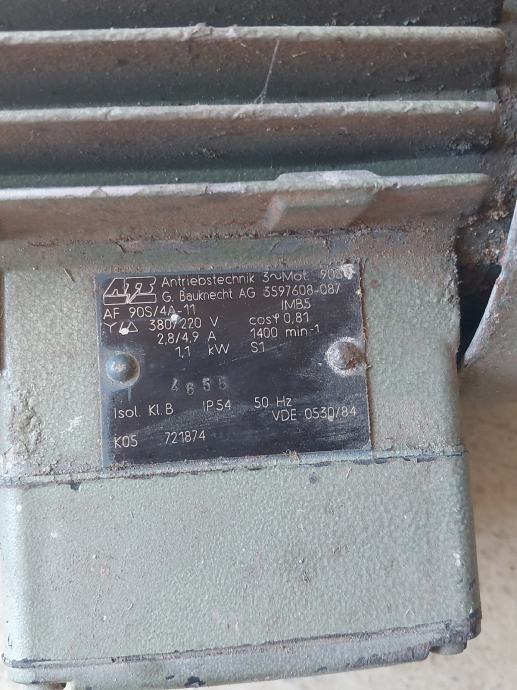 Antriebstechnik 3~Mot. 90S
G. Bauknecht AG 3597608-087
AF 90S/4A-11 IMB5
Y/△ 380/220 V cosφ 0,81
2.8/4,9 A 1400 min-1
1,1 kW S1
4655
Isol. Kl.B IP54 50 Hz
VDE 0530/84
K05 721874